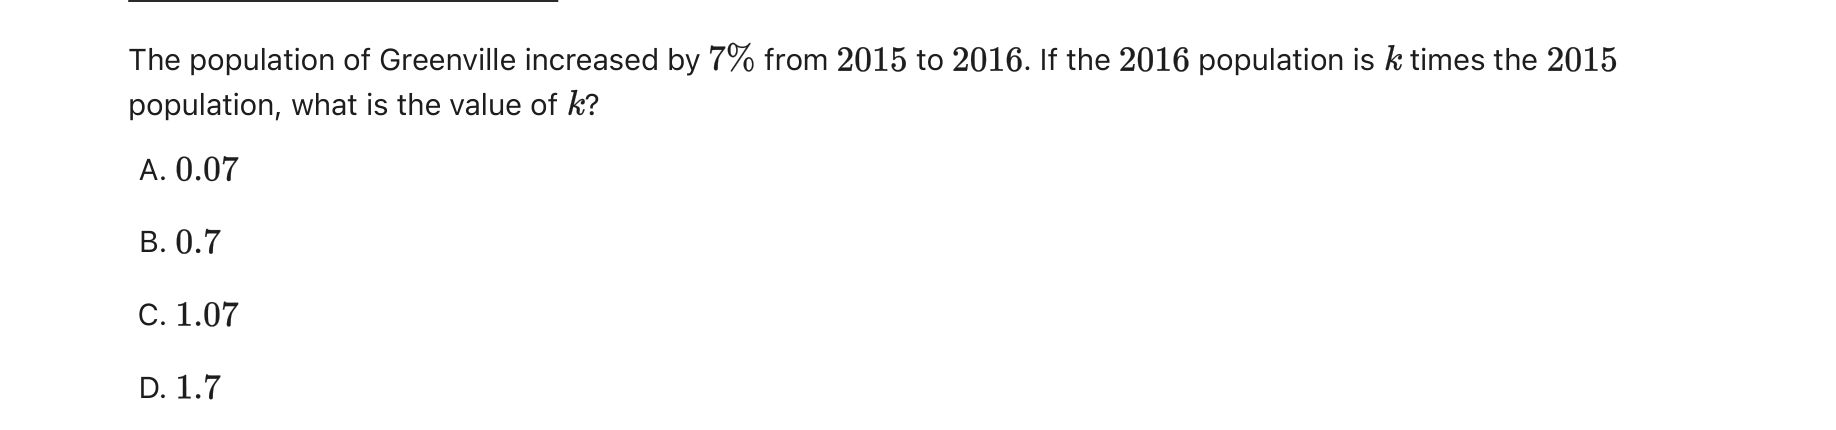 The population of Greenville increased by 7% from 2015 to 2016. If the 2016 population is k times the 2015
population, what is the value of k?
A. 0.07
B. 0.7
C. 1.07
D. 1.7